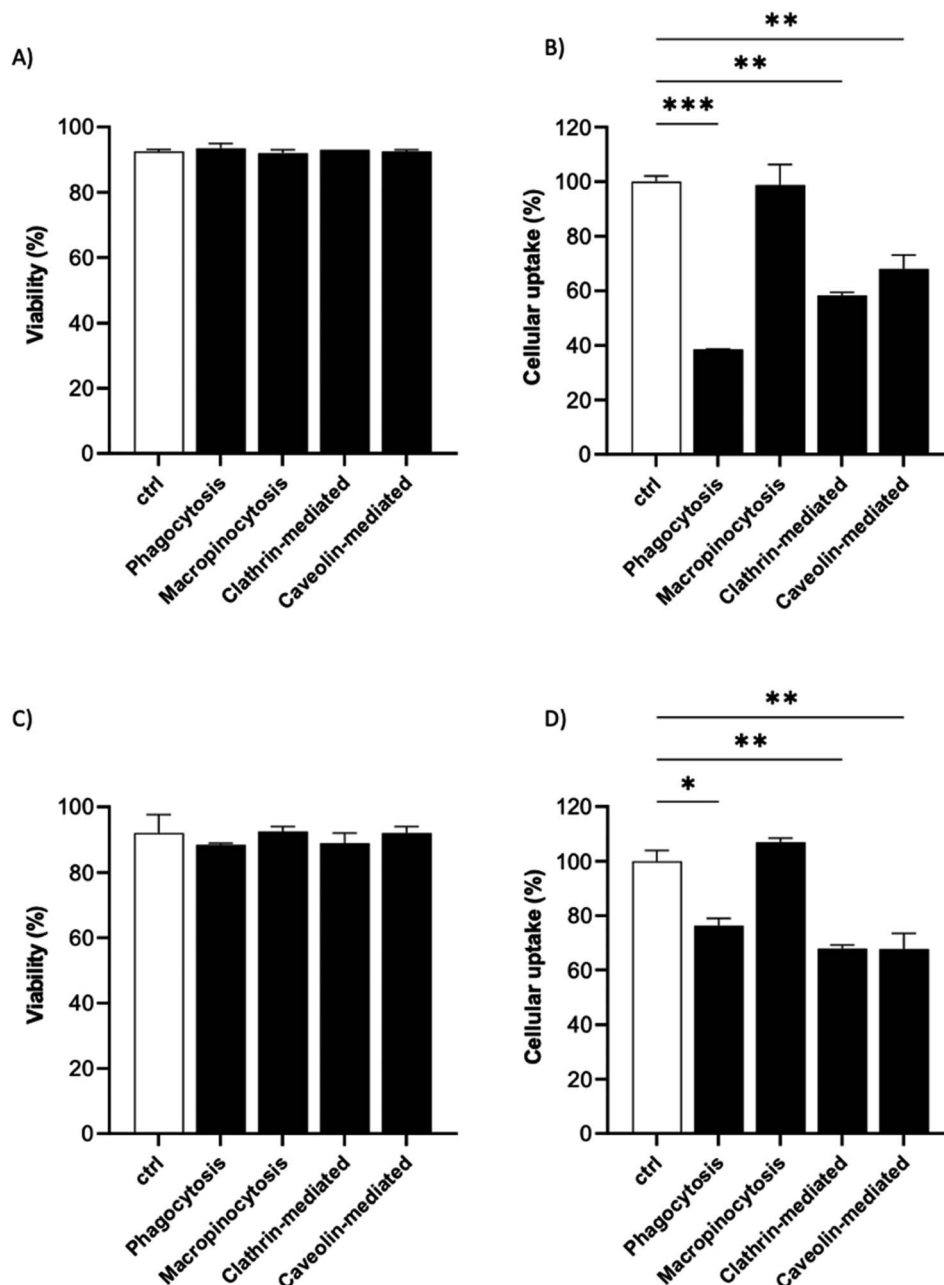 A)
Viability (%)
100
80
60
40
20
0
ctrl
Phagocytosis
Macropinocytosis
Clathrin-mediated
Caveolin-mediated
B)
**
**
***
Cellular uptake (%)
120
100
80
60
40
20
0
ctrl
Phagocytosis
Macropinocytosis
Clathrin-mediated
Caveolin-mediated
C)
Viability (%)
100
80
60
40
20
0
ctrl
Phagocytosis
Macropinocytosis
Clathrin-mediated
Caveolin-mediated
D)
**
**
*
Cellular uptake (%)
120
100
80
60
40
20
0
ctrl
Phagocytosis
Macropinocytosis
Clathrin-mediated
Caveolin-mediated